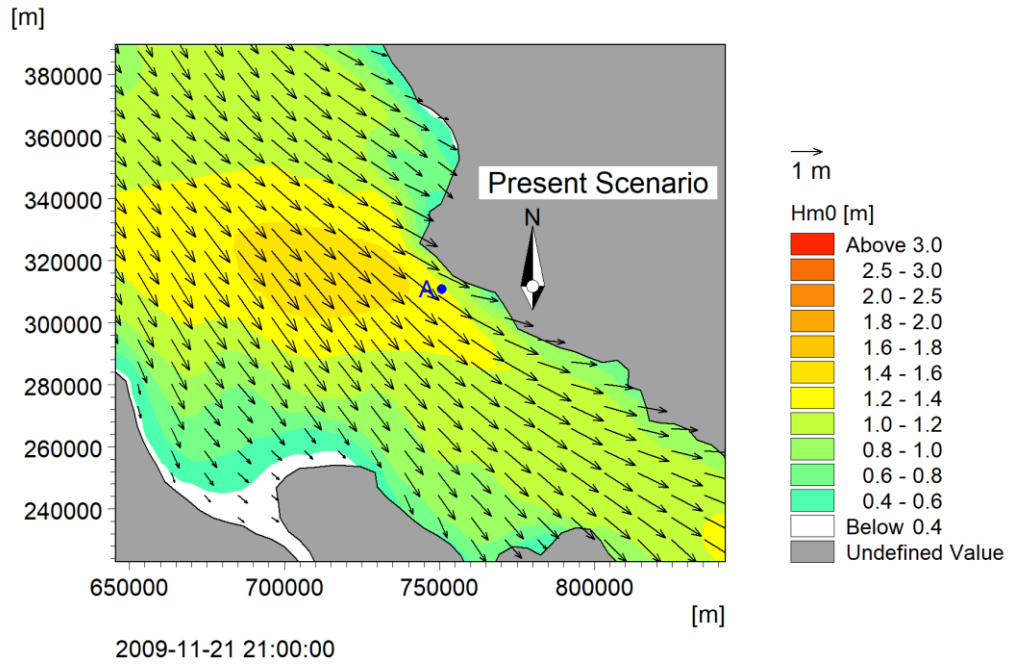 [m]
380000
360000
340000
320000
300000
280000
260000
240000
650000 700000 750000 800000
[m]
2009-11-21 21:00:00
Present Scenario
N
A
1 m
Hm0 [m]
Above 3.0
2.5 - 3.0
2.0 - 2.5
1.8 - 2.0
1.6 - 1.8
1.4 - 1.6
1.2 - 1.4
1.0 - 1.2
0.8 - 1.0
0.6 - 0.8
0.4 - 0.6
Below 0.4
Undefined Value